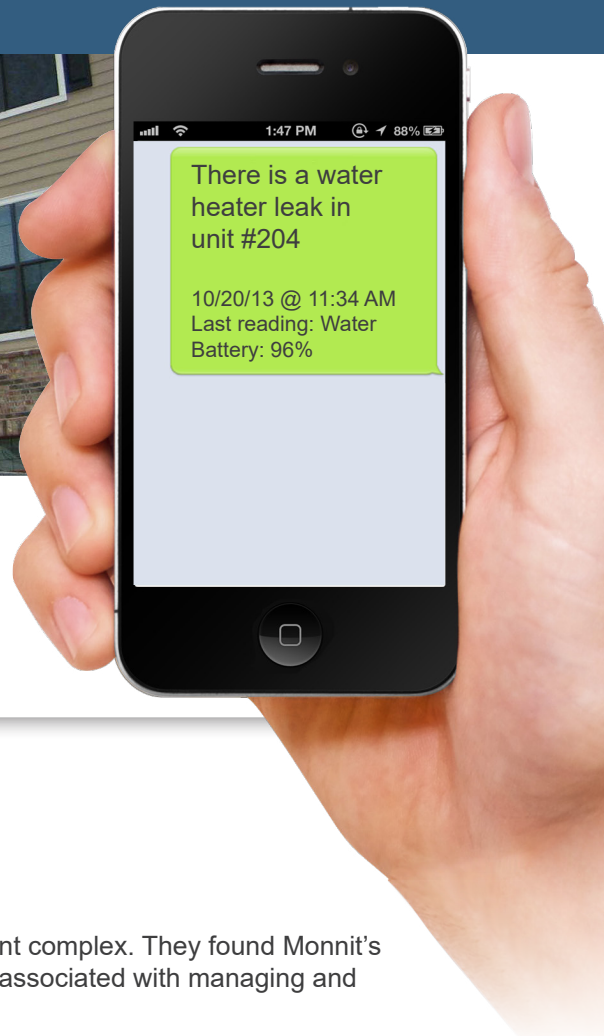 1:47 PM 88%
There is a water
heater leak in
unit #204
10/20/13 @ 11:34 AM
Last reading: Water
Battery: 96%
nt complex. They found Monnit’s
associated with managing and